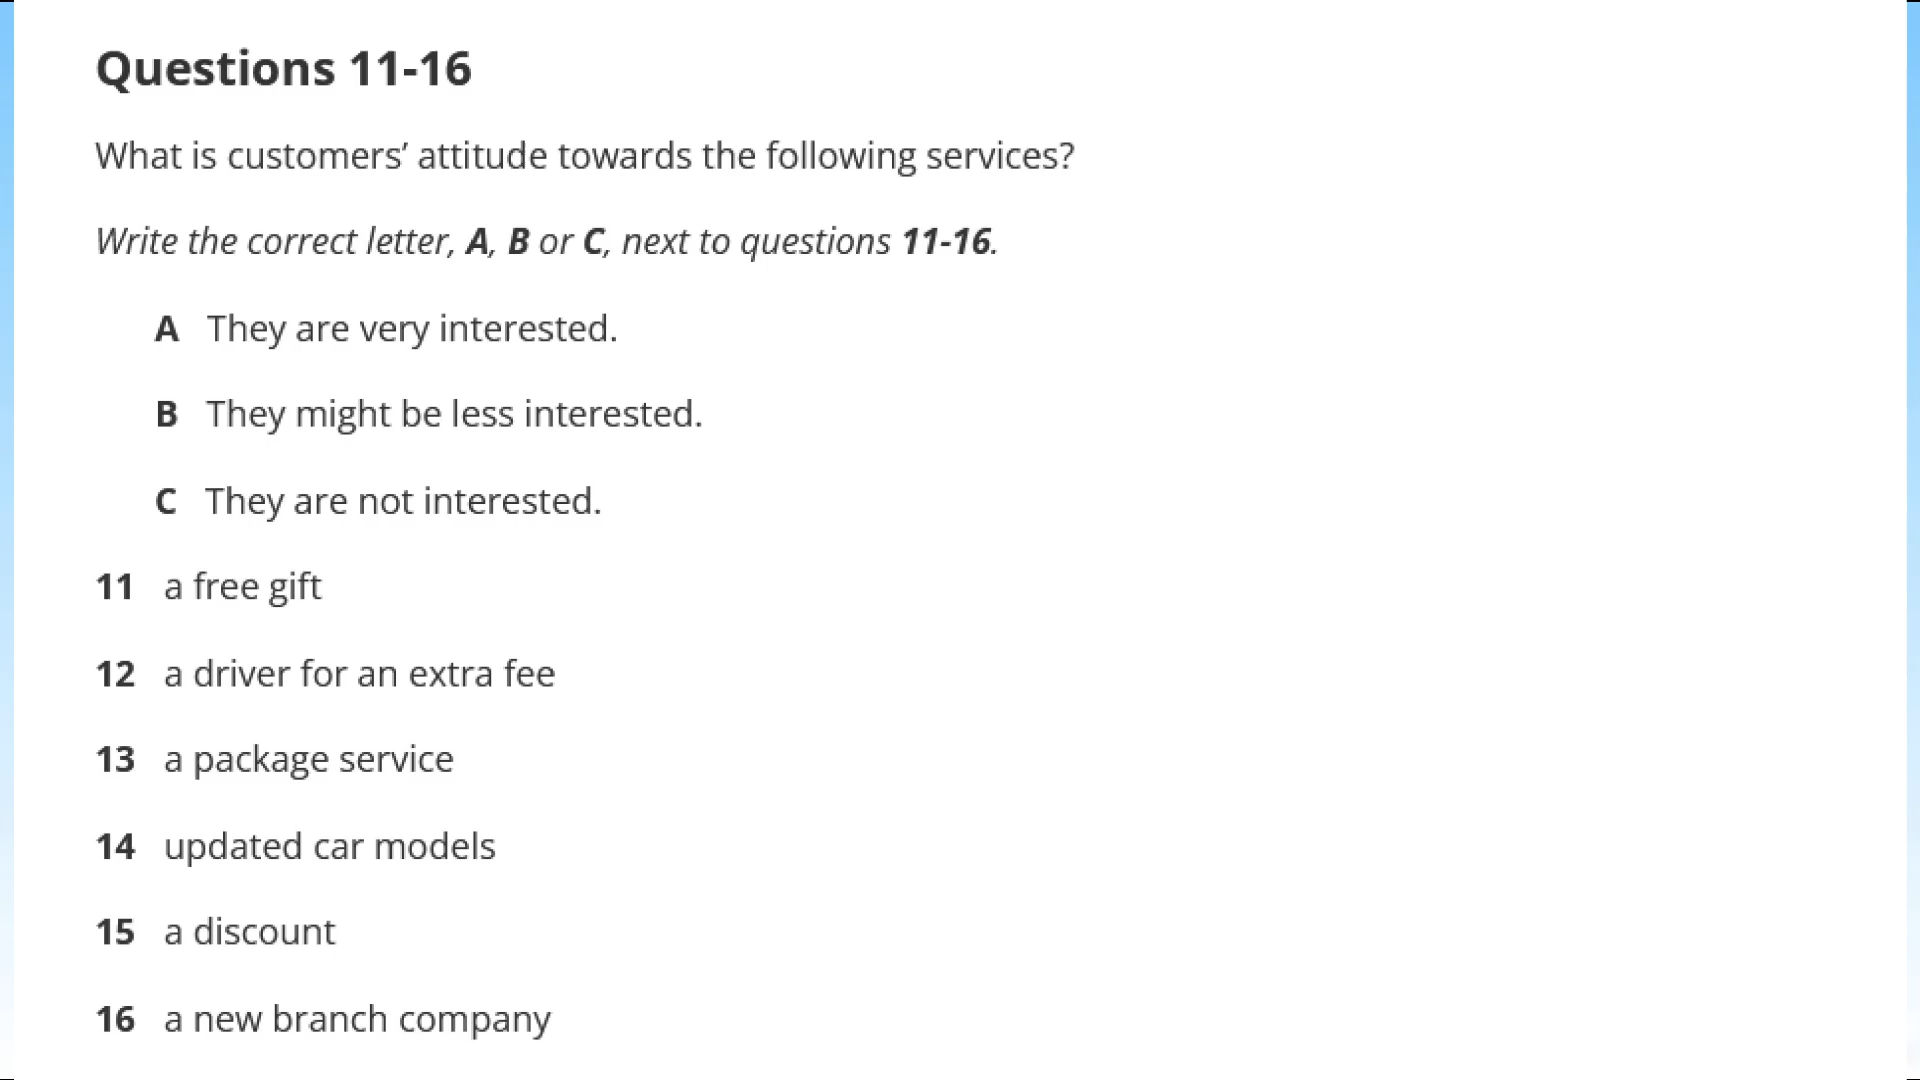 Questions 11-16
What is customers’ attitude towards the following services?
Write the correct letter, A, B or C, next to questions 11-16.
A They are very interested.
B They might be less interested.
C They are not interested.
11 a free gift
12 a driver for an extra fee
13 a package service
14 updated car models
15 a discount
16 a new branch company